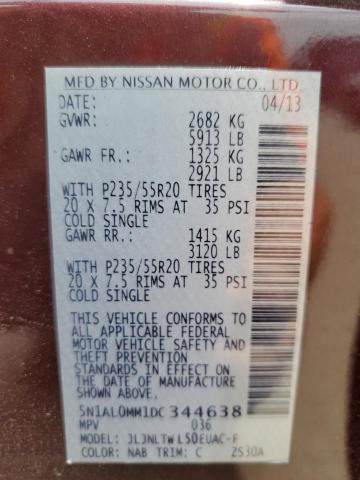 MFD BY NISSAN MOTOR CO., LTD
DATE: 04/13
GVWR: 2682 KG
5913 LB
GAWR FR.: 1325 KG
2921 LB
WITH P235/55R20 TIRES
20 X 7.5 RIMS AT 35 PSI
COLD SINGLE
GAWR RR.: 1415 KG
3120 LB
WITH P235/55R20 TIRES
20 X 7.5 RIMS AT 35 PSI
COLD SINGLE
THIS VEHICLE CONFORMS TO
ALL APPLICABLE FEDERAL
MOTOR VEHICLE SAFETY AND
THEFT PREVENTION
STANDARDS IN EFFECT ON
THE DATE OF MANUFACTURE
SHOWN ABOVE.
5N1AL0MM1DC 344638
MPV 036
MODEL: JLJNLTWL50EUAC-F
COLOR: NAB TRIM: C 2S30A